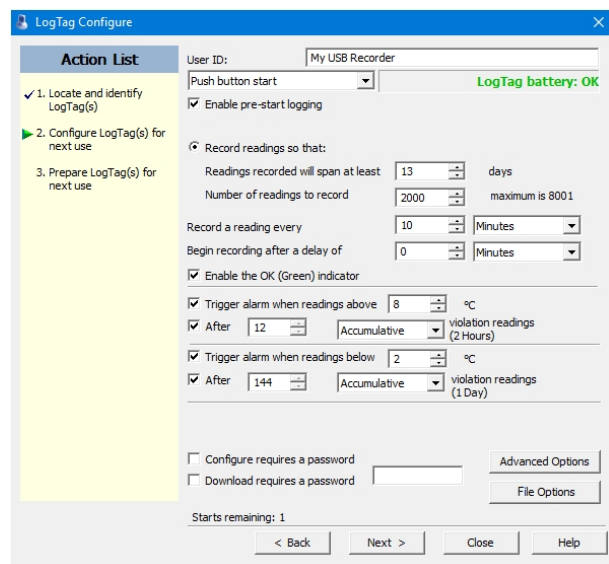 LogTag Configure
Action List
1. Locate and identify
LogTag(s)
2. Configure LogTag(s) for
next use
3. Prepare LogTag(s) for
next use
User ID: My USB Recorder
Push button start LogTag battery: OK
Enable pre-start logging
Record readings so that:
Readings recorded will span at least 13 days
Number of readings to record 2000 maximum is 8001
Record a reading every 10 Minutes
Begin recording after a delay of 0 Minutes
Enable the OK (Green) indicator
Trigger alarm when readings above 8 ºC
After 12 Accumulative violation readings
(2 Hours)
Trigger alarm when readings below 2 ºC
After 144 Accumulative violation readings
(1 Day)
Configure requires a password
Download requires a password
Advanced Options
File Options
Starts remaining: 1
< Back Next > Close Help